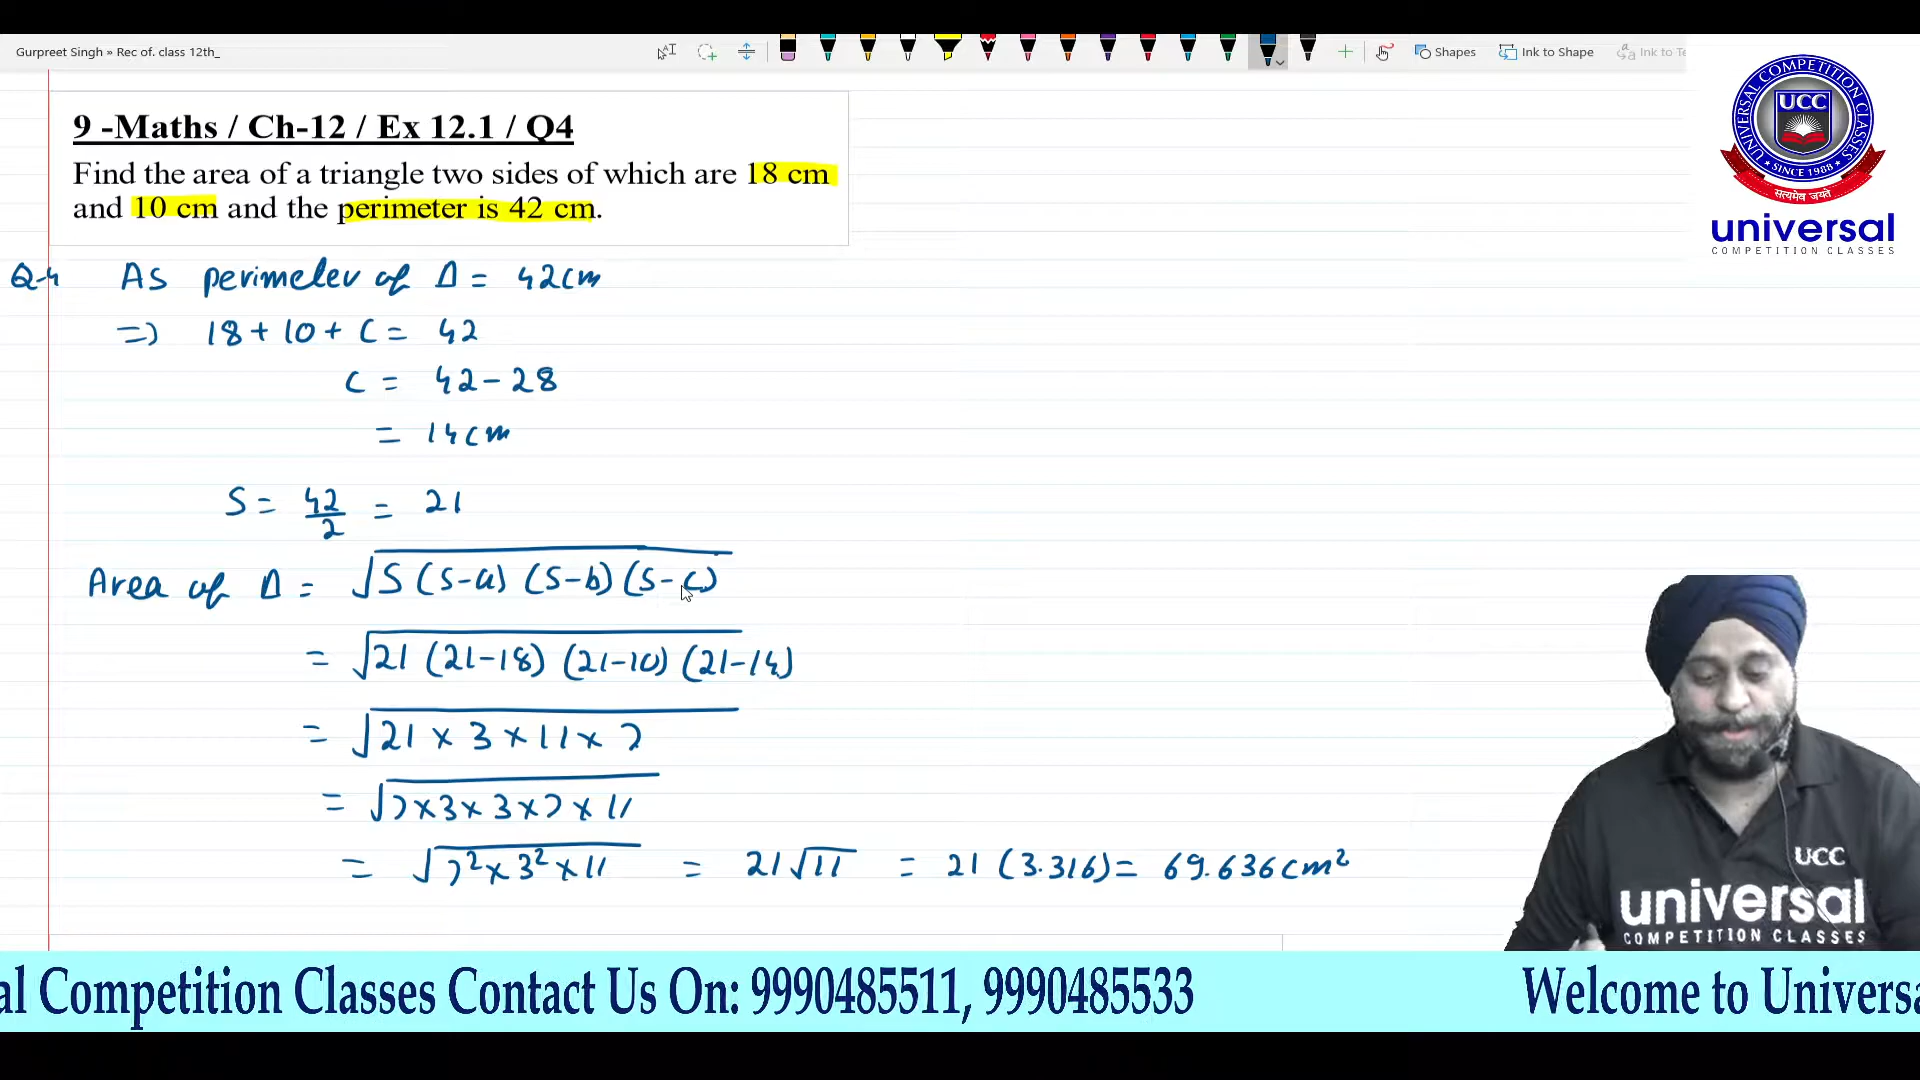 Gurpreet Singh » Rec of. class 12th_
Shapes
Ink to Shape
Ink to Te
9 -Maths / Ch-12 / Ex 12.1 / Q4
Find the area of a triangle two sides of which are 18 cm
and 10 cm and the perimeter is 42 cm.
UNIVERSAL COMPETITION CLASSES
UCC
• SINCE 1988 •
सत्यमेव जयते
universal
COMPETITION CLASSES
Q-4 As perimeter of Δ = 42cm
=) 18 + 10 + C = 42
C = 42 - 28
= 14cm
S = 42/2 = 21
Area of Δ = √S (S-a) (S-b) (S-c)
= √21 (21-18) (21-10) (21-14)
= √21 × 3 × 11 × 7
= √7×3×3×7×11
= √7²×3²×11 = 21√11 = 21 (3.316) = 69.636cm²
UCC
universal
COMPETITION CLASSES
al Competition Classes Contact Us On: 9990485511, 9990485533 Welcome to Universa